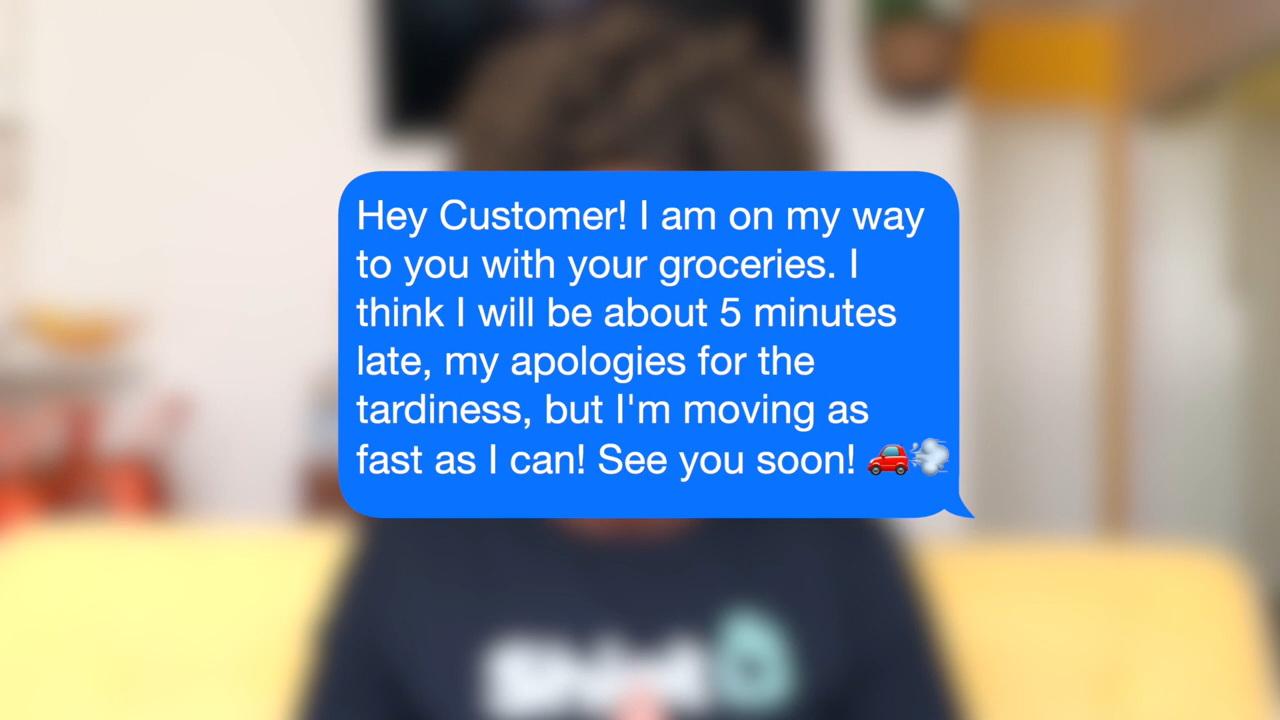 Hey Customer! I am on my way
to you with your groceries. I
think I will be about 5 minutes
late, my apologies for the
tardiness, but I'm moving as
fast as I can! See you soon! 🚗💨